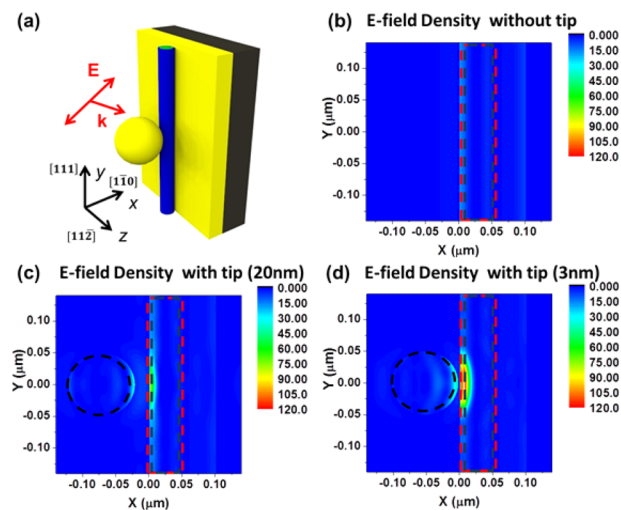 (a)
E
k
[111] y
[11̄0]
x
[112̄]
z
(b)
E-field Density without tip
0.10
0.05
0.00
-0.05
-0.10
Y (μm)
-0.10 -0.05 0.00 0.05 0.10
X (μm)
0.000
15.00
30.00
45.00
60.00
75.00
90.00
105.0
120.0
(c)
E-field Density with tip (20nm)
0.10
0.05
0.00
-0.05
-0.10
Y (μm)
-0.10 -0.05 0.00 0.05 0.10
X (μm)
0.000
15.00
30.00
45.00
60.00
75.00
90.00
105.0
120.0
(d)
E-field Density with tip (3nm)
0.10
0.05
0.00
-0.05
-0.10
Y (μm)
-0.10 -0.05 0.00 0.05 0.10
X (μm)
0.000
15.00
30.00
45.00
60.00
75.00
90.00
105.0
120.0